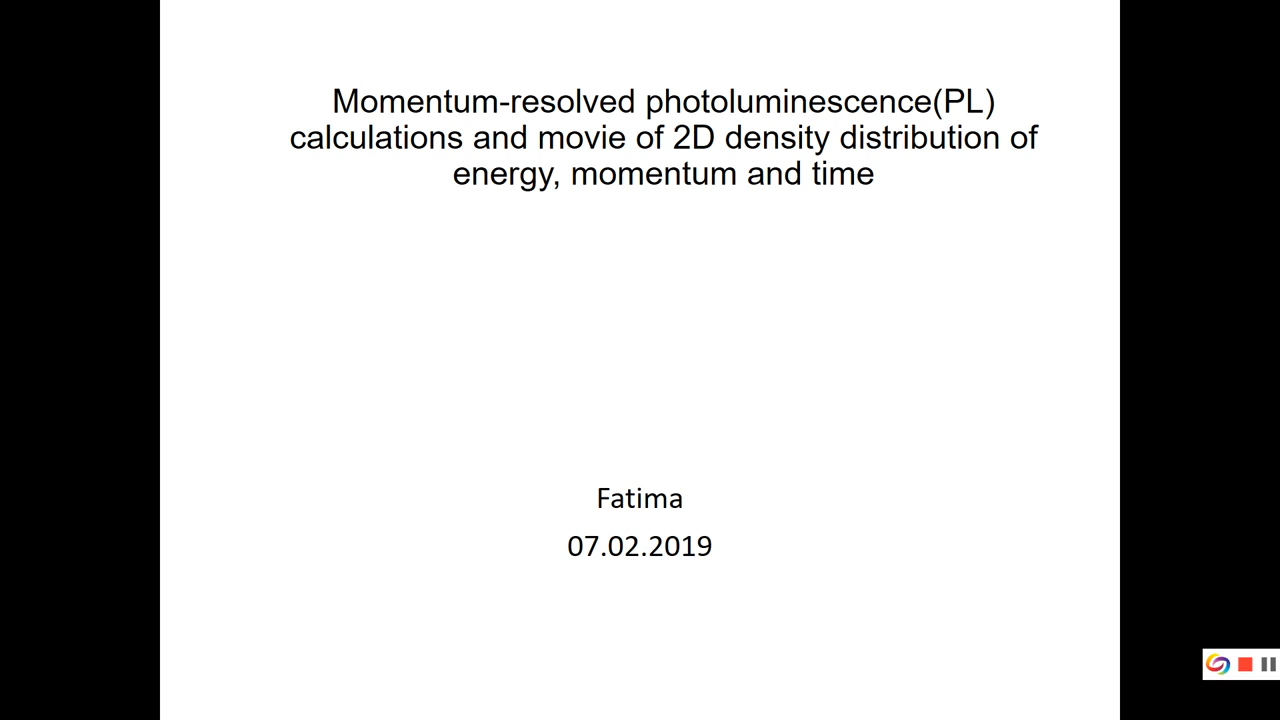 Momentum-resolved photoluminescence(PL)
calculations and movie of 2D density distribution of
energy, momentum and time
Fatima
07.02.2019